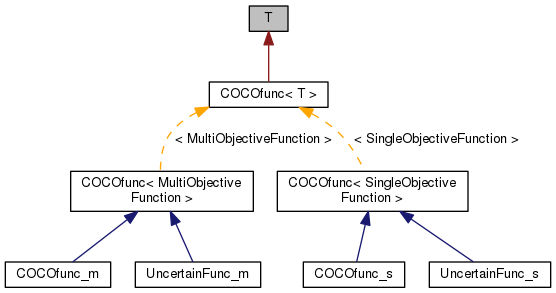 T
COCOfunc< T >
< MultiObjectiveFunction >
< SingleObjectiveFunction >
COCOfunc< MultiObjective
Function >
COCOfunc< SingleObjective
Function >
COCOfunc_m
UncertainFunc_m
COCOfunc_s
UncertainFunc_s